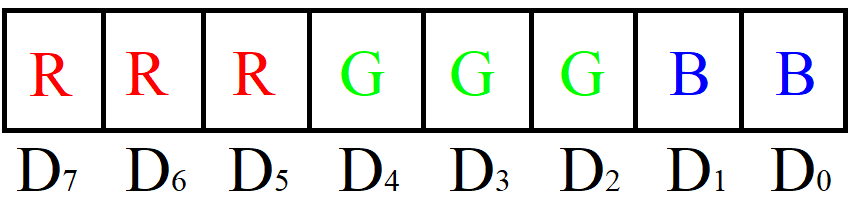 R R R G G G B B
D₇ D₆ D₅ D₄ D₃ D₂ D₁ D₀